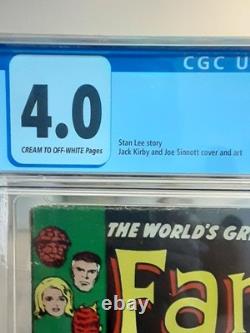 CGC U
4.0
CREAM TO OFF-WHITE Pages
Stan Lee story
Jack Kirby and Joe Sinnott cover and art
THE WORLD'S GR
FAN